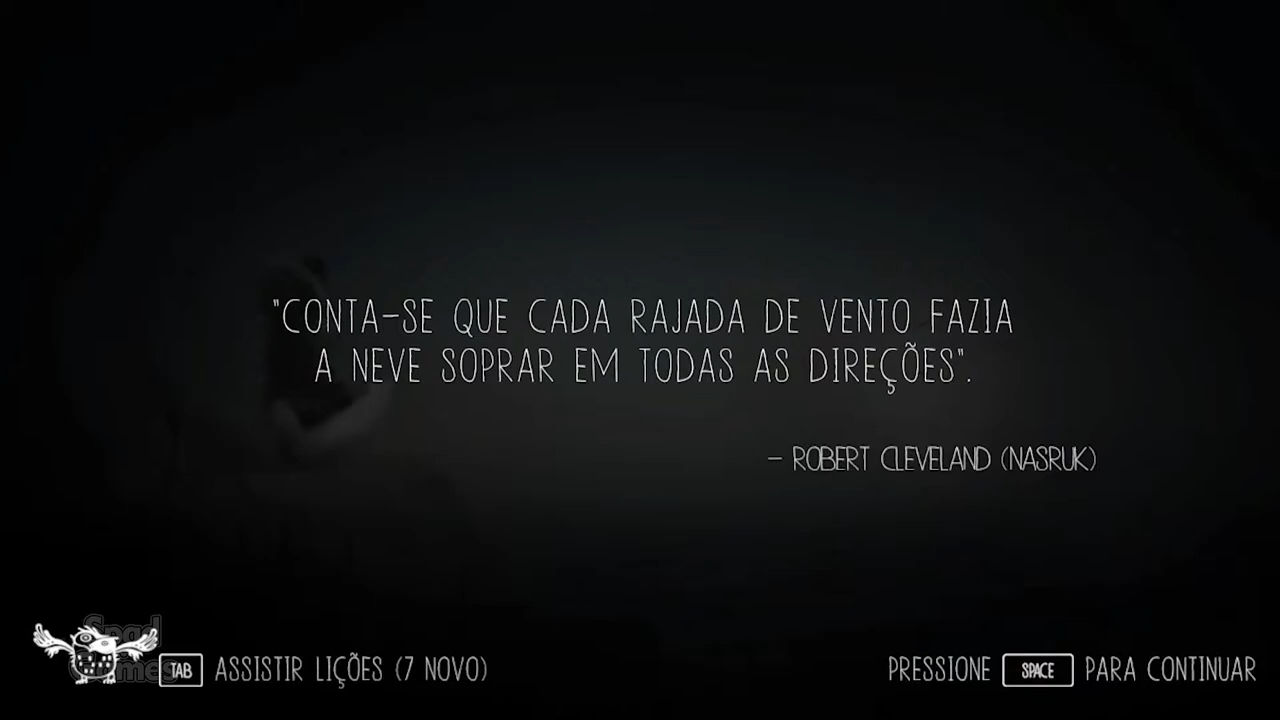 "CONTA-SE QUE CADA RAJADA DE VENTO FAZIA
A NEVE SOPRAR EM TODAS AS DIREÇÕES".
– ROBERT CLEVELAND (NASRUK)
TAB ASSISTIR LIÇÕES (7 NOVO)
PRESSIONE SPACE PARA CONTINUAR